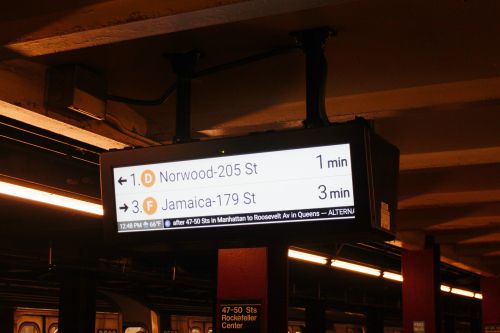 ← 1. D Norwood-205 St 1 min
→ 3. F Jamaica-179 St 3 min
12:48 PM 66°F after 47-50 Sts in Manhattan to Roosevelt Av in Queens — ALTERNA
47-50 Sts
Rockefeller
Center